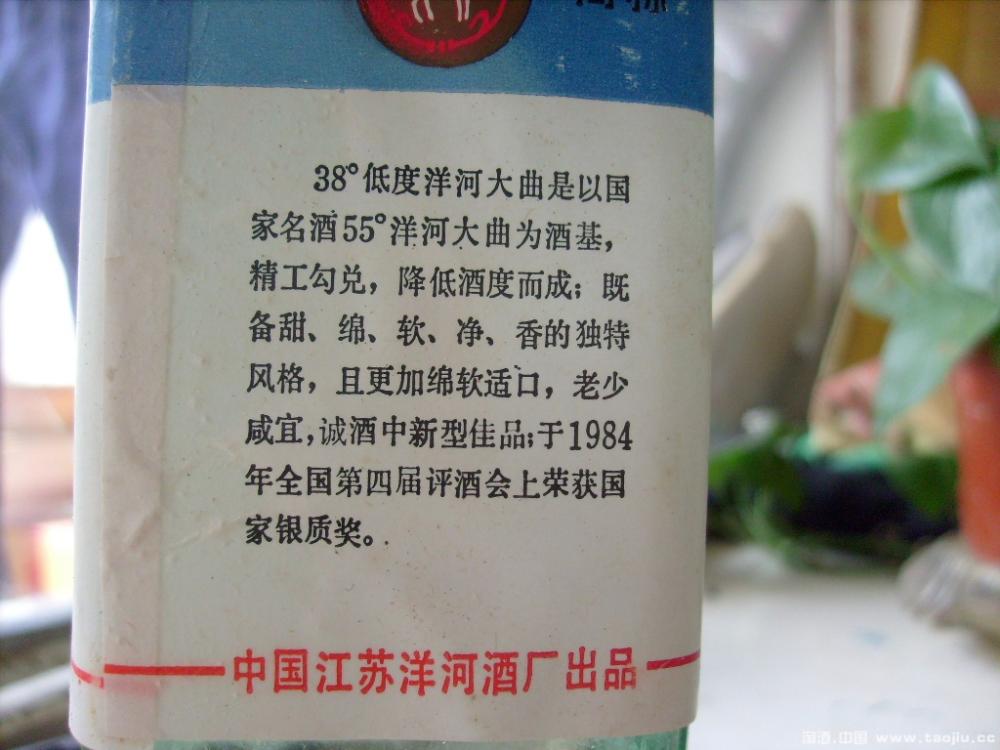 38°低度洋河大曲是以国
家名酒55°洋河大曲为酒基，
精工勾兑，降低酒度而成；既
备甜、绵、软、净、香的独特
风格，且更加绵软适口，老少
咸宜，诚酒中新型佳品；于1984
年全国第四届评酒会上荣获国
家银质奖。
中国江苏洋河酒厂出品
淘酒.中国 www.taojiu.cc